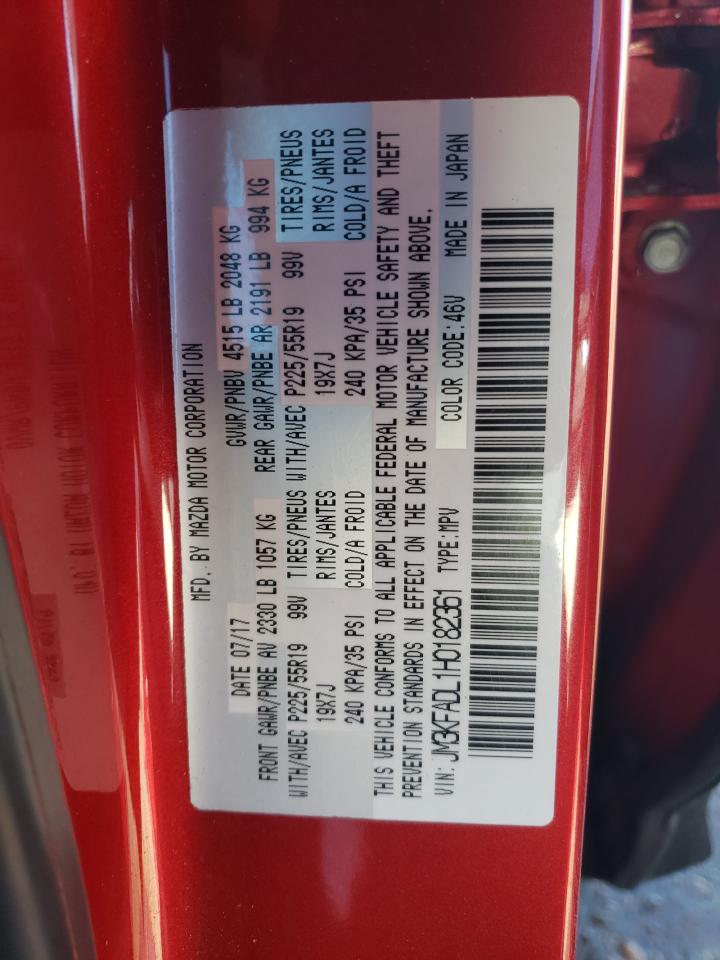 MFD. BY MAZDA MOTOR CORPORATION
DATE 07/17 GVWR/PNBV 4515 LB 2048 KG
FRONT GAWR/PNBE AV 2330 LB 1057 KG REAR GAWR/PNBE AR 2191 LB 994 KG
WITH/AVEC P225/55R19 99V TIRES/PNEUS WITH/AVEC P225/55R19 99V TIRES/PNEUS
19X7J RIMS/JANTES 19X7J RIMS/JANTES
240 KPA/35 PSI COLD/A FROID 240 KPA/35 PSI COLD/A FROID
THIS VEHICLE CONFORMS TO ALL APPLICABLE FEDERAL MOTOR VEHICLE SAFETY AND THEFT
PREVENTION STANDARDS IN EFFECT ON THE DATE OF MANUFACTURE SHOWN ABOVE.
VIN: JM3KFADL1H0182361 TYPE:MPV COLOR CODE:46V MADE IN JAPAN